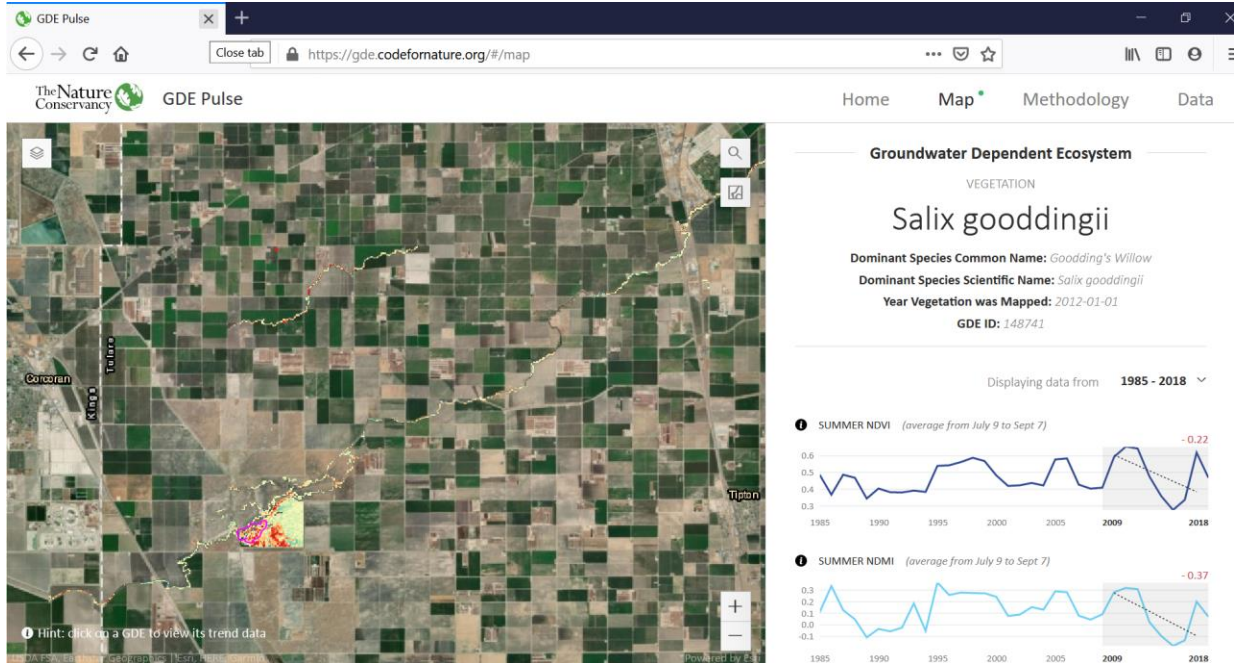 GDE Pulse
Close tab
https://gde.codefornature.org/#/map
The Nature
Conservancy
GDE Pulse
Home Map Methodology Data
Corcoran
Kings
Tulare
Tipton
Hint: click on a GDE to view its trend data
Powered by Esri
Groundwater Dependent Ecosystem
VEGETATION
Salix gooddingii
Dominant Species Common Name: Goodding's Willow
Dominant Species Scientific Name: Salix gooddingii
Year Vegetation was Mapped: 2012-01-01
GDE ID: 148741
Displaying data from 1985 - 2018
SUMMER NDVI (average from July 9 to Sept 7)
- 0.22
0.6
0.5
0.4
0.3
1985 1990 1995 2000 2005 2009 2018
SUMMER NDMI (average from July 9 to Sept 7)
- 0.37
0.3
0.2
0.1
0.0
-0.1
1985 1990 1995 2000 2005 2009 2018